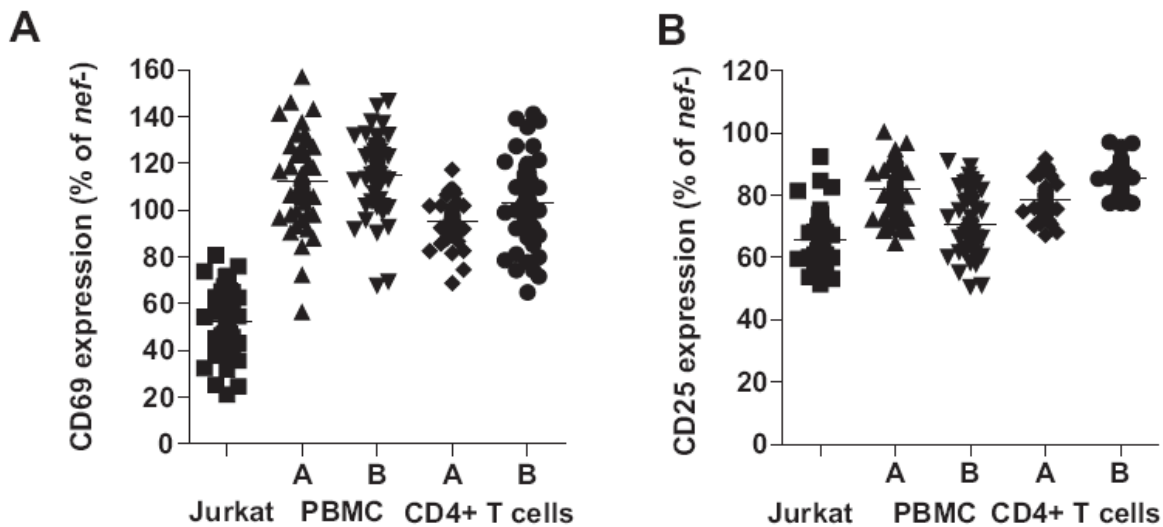 A
CD69 expression (% of nef-)
160
140
120
100
80
60
40
20
0
A B A B
Jurkat PBMC CD4+ T cells
B
CD25 expression (% of nef-)
120
100
80
60
40
20
0
A B A B
Jurkat PBMC CD4+ T cells